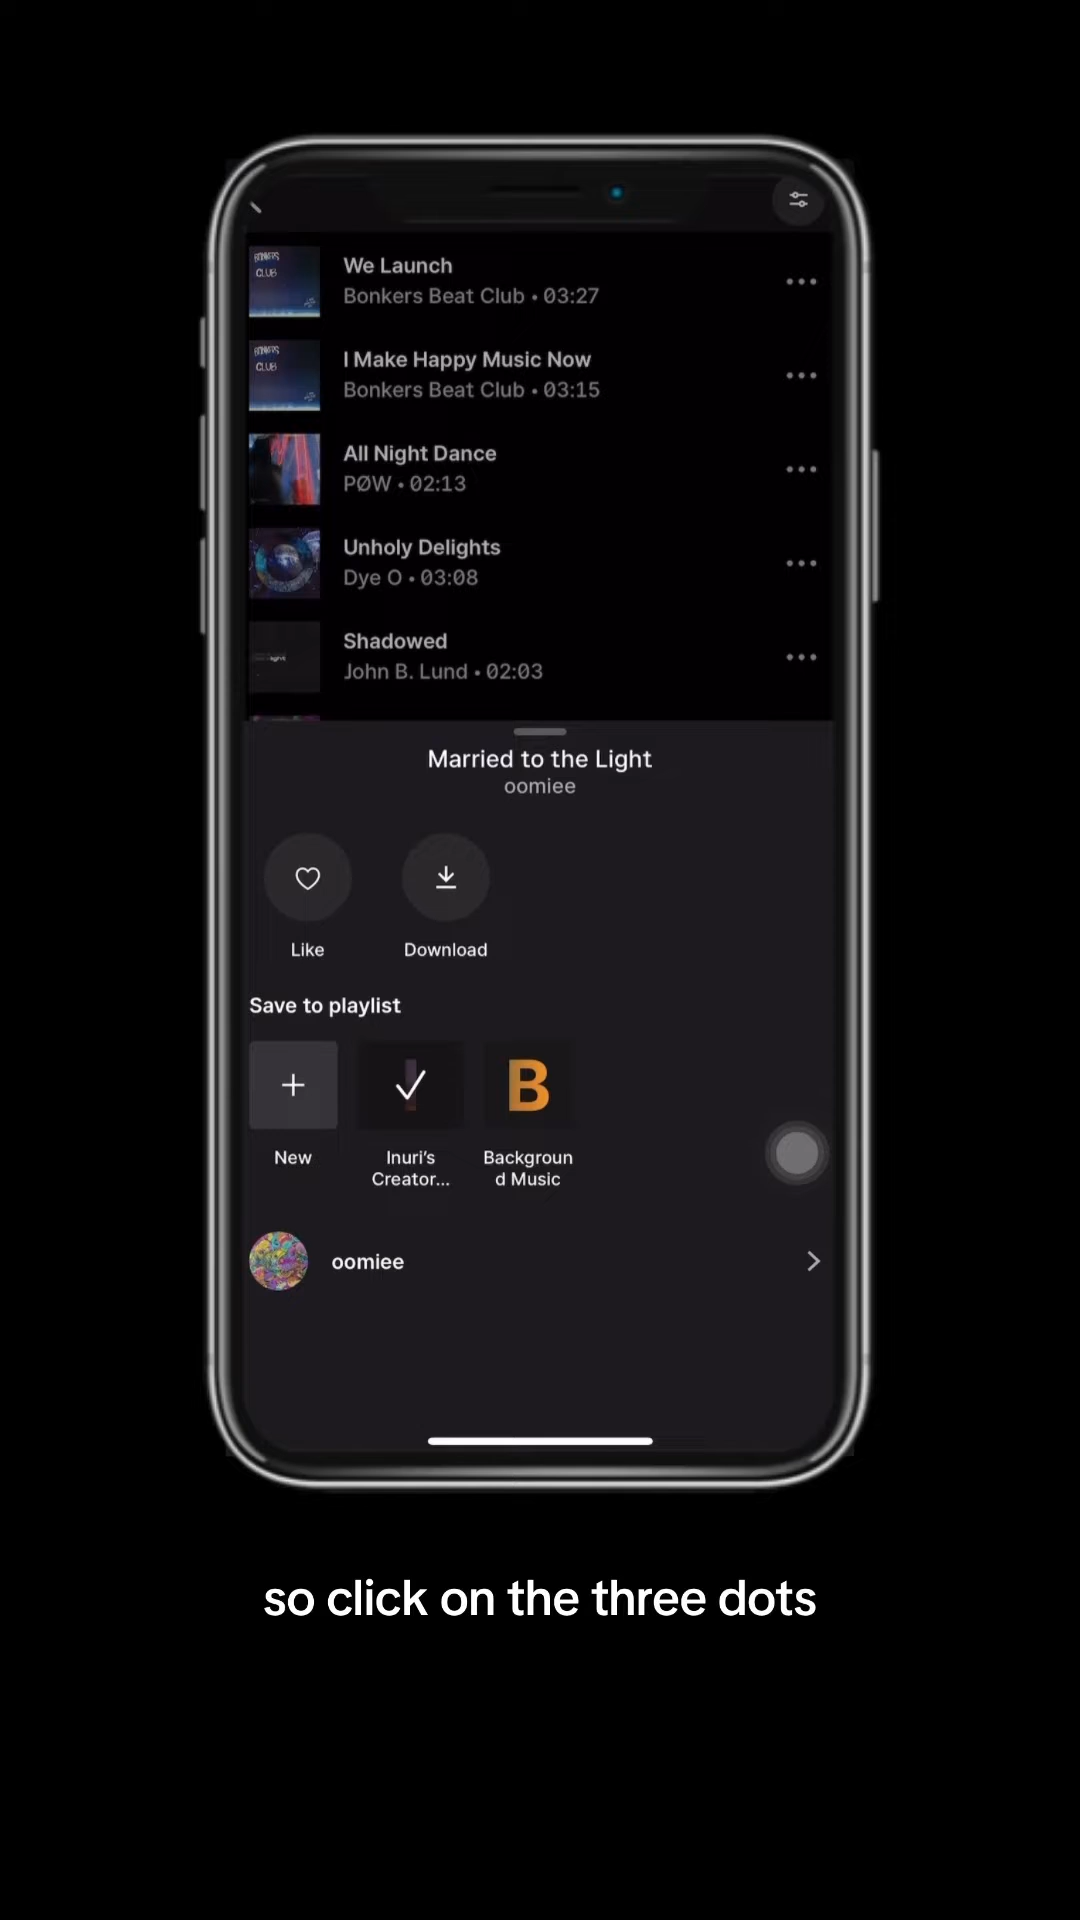 We Launch
Bonkers Beat Club • 03:27
I Make Happy Music Now
Bonkers Beat Club • 03:15
All Night Dance
PØW • 02:13
Unholy Delights
Dye O • 03:08
Shadowed
John B. Lund • 02:03
Married to the Light
oomiee
Like
Download
Save to playlist
B
New
Inuri's
Creator...
Backgroun
d Music
oomiee
so click on the three dots